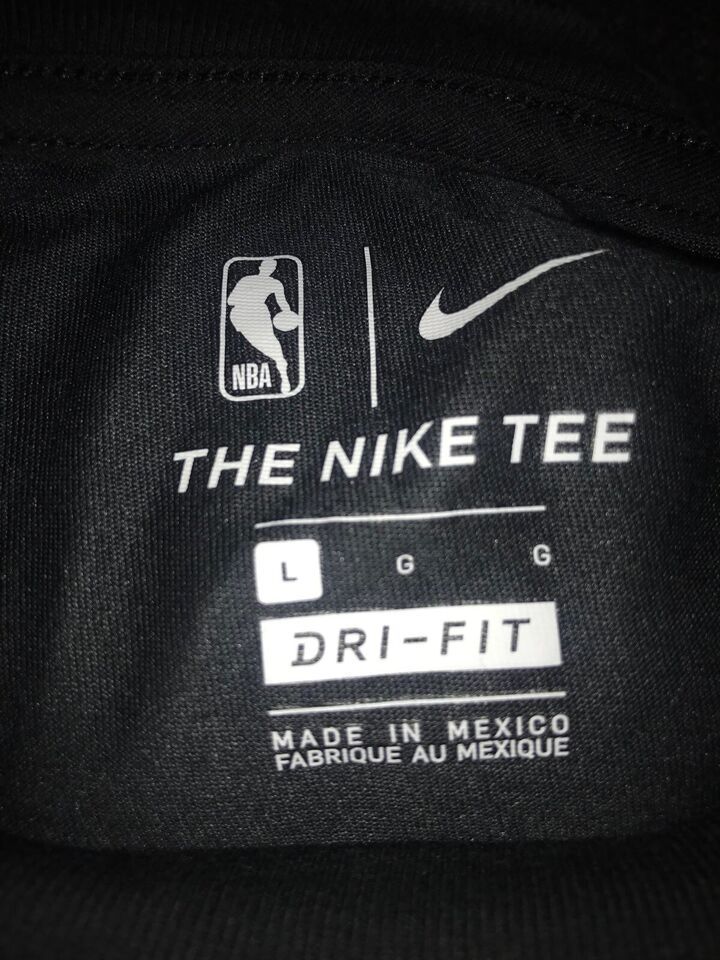 NBA
THE NIKE TEE
L G G
DRI-FIT
MADE IN MEXICO
FABRIQUE AU MEXIQUE